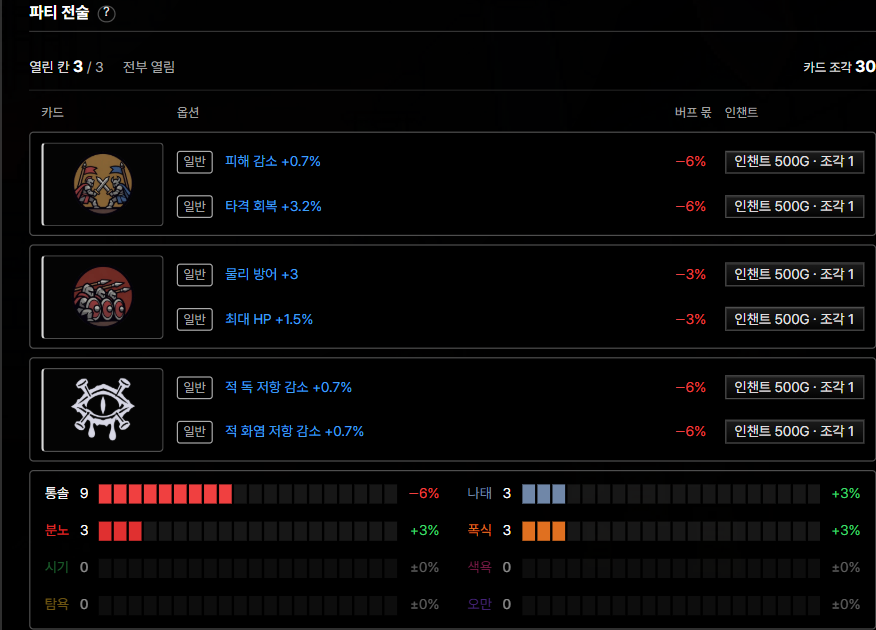 파티 전술 ?
열린 칸 3 / 3 전부 열림 카드 조각 30
카드 옵션 버프 몫 인챈트
일반 피해 감소 +0.7% −6% 인챈트 500G · 조각 1
일반 타격 회복 +3.2% −6% 인챈트 500G · 조각 1
일반 물리 방어 +3 −3% 인챈트 500G · 조각 1
일반 최대 HP +1.5% −3% 인챈트 500G · 조각 1
일반 적 독 저항 감소 +0.7% −6% 인챈트 500G · 조각 1
일반 적 화염 저항 감소 +0.7% −6% 인챈트 500G · 조각 1
통솔 9 −6% 나태 3 +3%
분노 3 +3% 폭식 3 +3%
시기 0 ±0% 색욕 0 ±0%
탐욕 0 ±0% 오만 0 ±0%